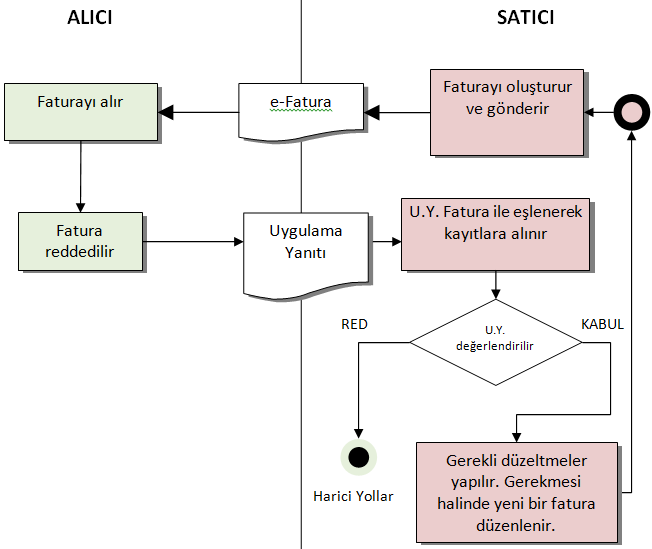 ALICI
SATICI
Faturayı alır
e-Fatura
Faturayı oluşturur
ve gönderir
Fatura
reddedilir
Uygulama
Yanıtı
U.Y. Fatura ile eşlenerek
kayıtlara alınır
RED
U.Y.
değerlendirilir
KABUL
Harici Yollar
Gerekli düzeltmeler
yapılır. Gerekmesi
halinde yeni bir fatura
düzenlenir.